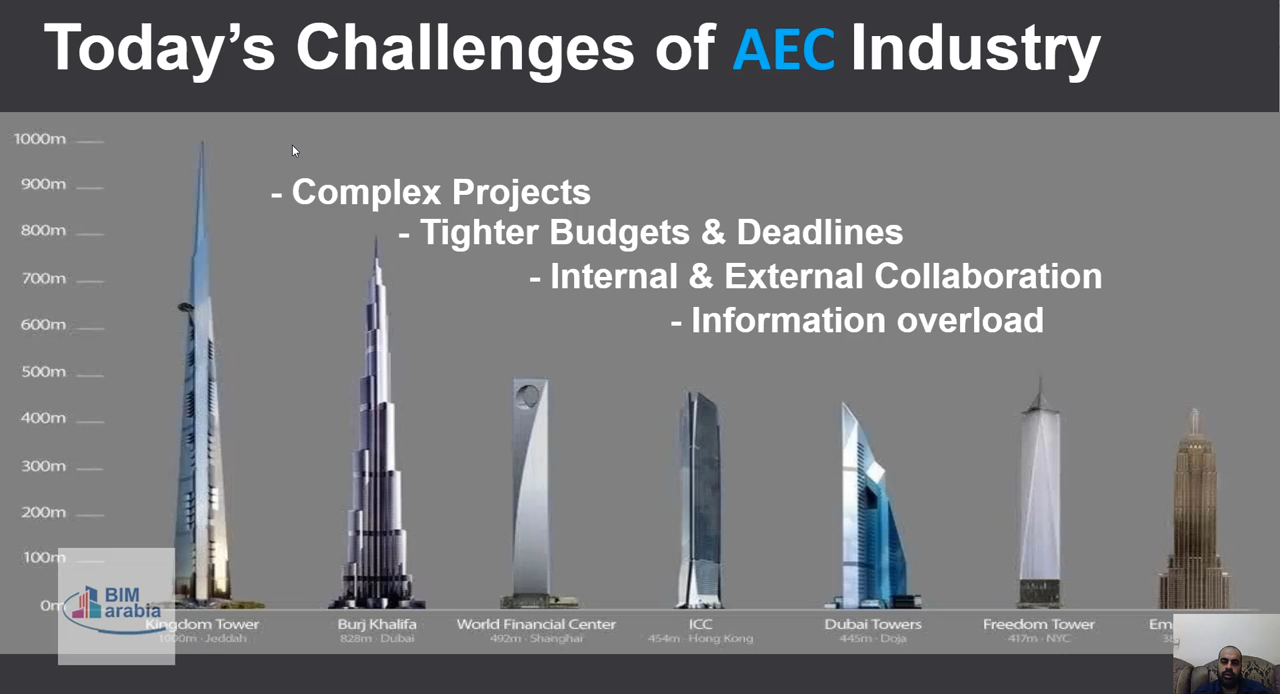 Today's Challenges of AEC Industry
1000m
- Complex Projects
900m
- Tighter Budgets & Deadlines
800m
- Internal & External Collaboration
700m
- Information overload
600m
500m
400m
300m
200m
100m
0m
BIM
arabia
Kingdom Tower
1000m · Jeddah
Burj Khalifa
828m · Dubai
World Financial Center
492m · Shanghai
ICC
454m · Hong Kong
Dubai Towers
445m · Doja
Freedom Tower
417m · NYC